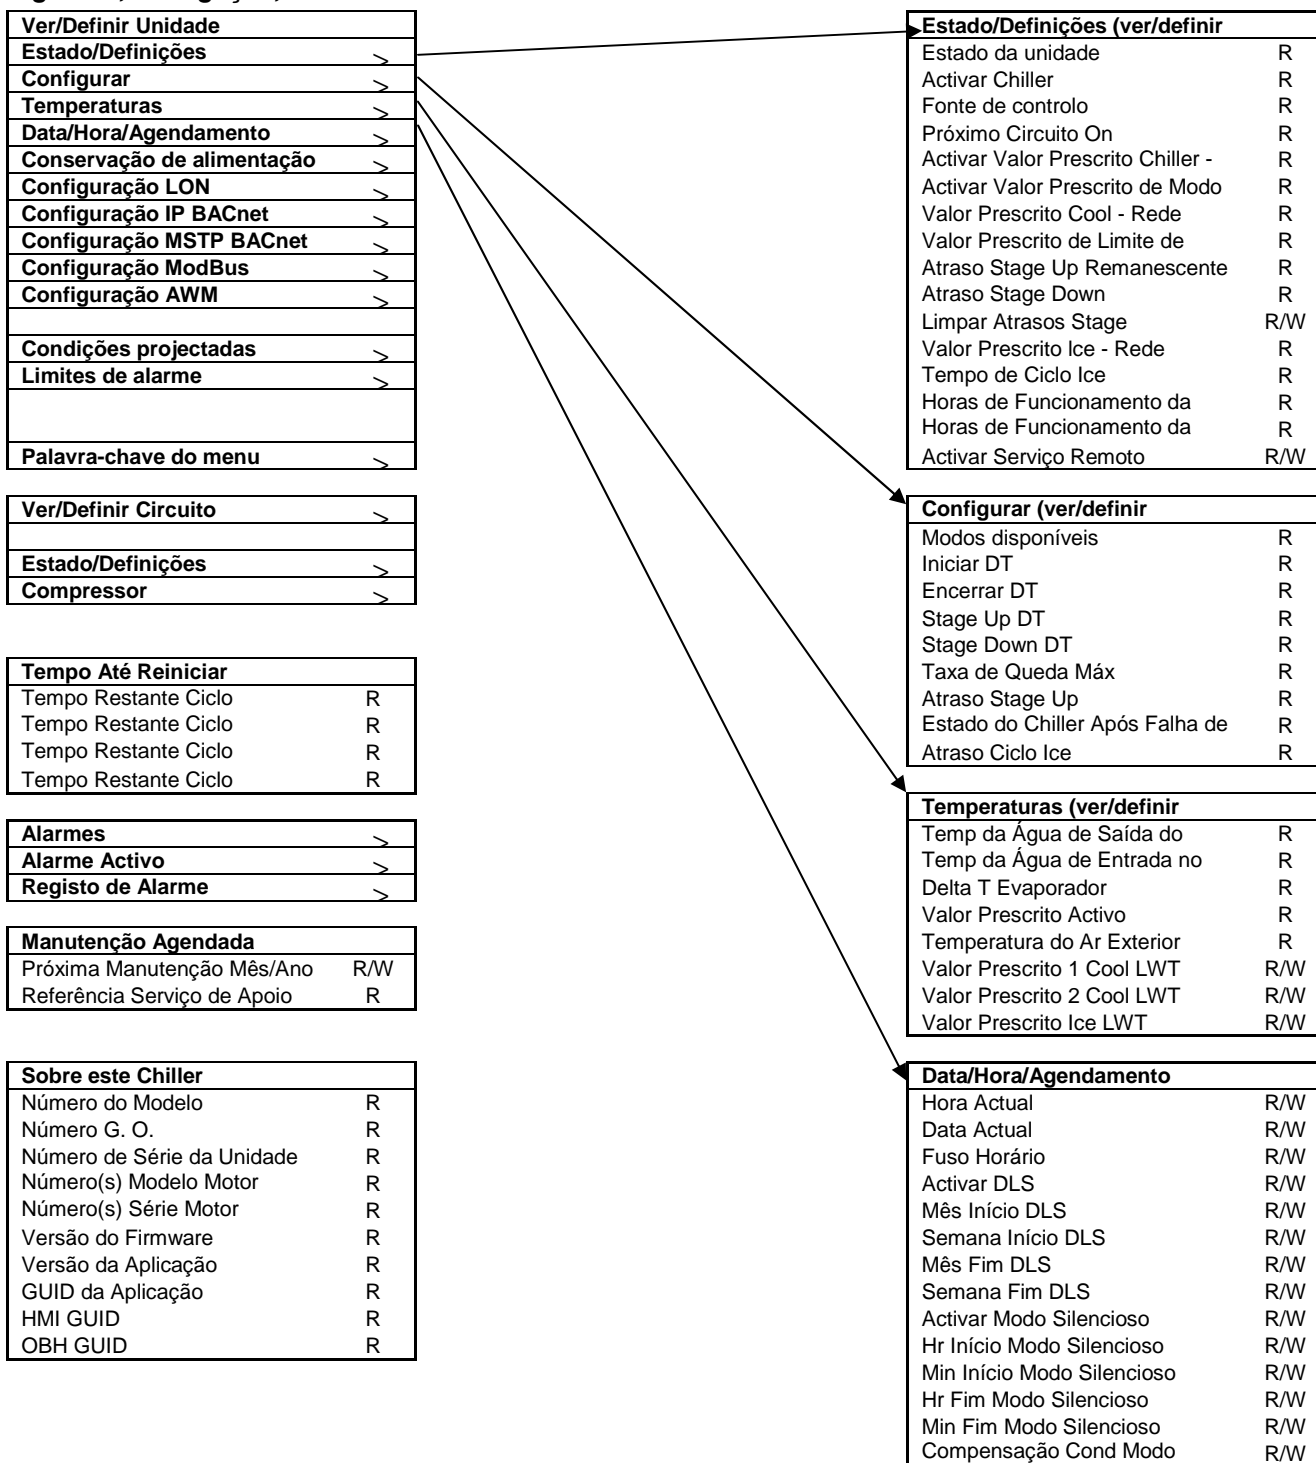 Ver/Definir Unidade
Estado/Definições >
Configurar >
Temperaturas >
Data/Hora/Agendamento >
Conservação de alimentação >
Configuração LON >
Configuração IP BACnet >
Configuração MSTP BACnet >
Configuração ModBus >
Configuração AWM >
Condições projectadas >
Limites de alarme >
Palavra-chave do menu >
Ver/Definir Circuito >
Estado/Definições >
Compressor >
Tempo Até Reiniciar
Tempo Restante Ciclo R
Tempo Restante Ciclo R
Tempo Restante Ciclo R
Tempo Restante Ciclo R
Alarmes >
Alarme Activo >
Registo de Alarme >
Manutenção Agendada
Próxima Manutenção Mês/Ano R/W
Referência Serviço de Apoio R
Sobre este Chiller
Número do Modelo R
Número G. O. R
Número de Série da Unidade R
Número(s) Modelo Motor R
Número(s) Série Motor R
Versão do Firmware R
Versão da Aplicação R
GUID da Aplicação R
HMI GUID R
OBH GUID R
Estado/Definições (ver/definir
Estado da unidade R
Activar Chiller R
Fonte de controlo R
Próximo Circuito On R
Activar Valor Prescrito Chiller - R
Activar Valor Prescrito de Modo R
Valor Prescrito Cool - Rede R
Valor Prescrito de Limite de R
Atraso Stage Up Remanescente R
Atraso Stage Down R
Limpar Atrasos Stage R/W
Valor Prescrito Ice - Rede R
Tempo de Ciclo Ice R
Horas de Funcionamento da R
Horas de Funcionamento da R
Activar Serviço Remoto R/W
Configurar (ver/definir
Modos disponíveis R
Iniciar DT R
Encerrar DT R
Stage Up DT R
Stage Down DT R
Taxa de Queda Máx R
Atraso Stage Up R
Estado do Chiller Após Falha de R
Atraso Ciclo Ice R
Temperaturas (ver/definir
Temp da Água de Saída do R
Temp da Água de Entrada no R
Delta T Evaporador R
Valor Prescrito Activo R
Temperatura do Ar Exterior R
Valor Prescrito 1 Cool LWT R/W
Valor Prescrito 2 Cool LWT R/W
Valor Prescrito Ice LWT R/W
Data/Hora/Agendamento
Hora Actual R/W
Data Actual R/W
Fuso Horário R/W
Activar DLS R/W
Mês Início DLS R/W
Semana Início DLS R/W
Mês Fim DLS R/W
Semana Fim DLS R/W
Activar Modo Silencioso R/W
Hr Início Modo Silencioso R/W
Min Início Modo Silencioso R/W
Hr Fim Modo Silencioso R/W
Min Fim Modo Silencioso R/W
Compensação Cond Modo R/W